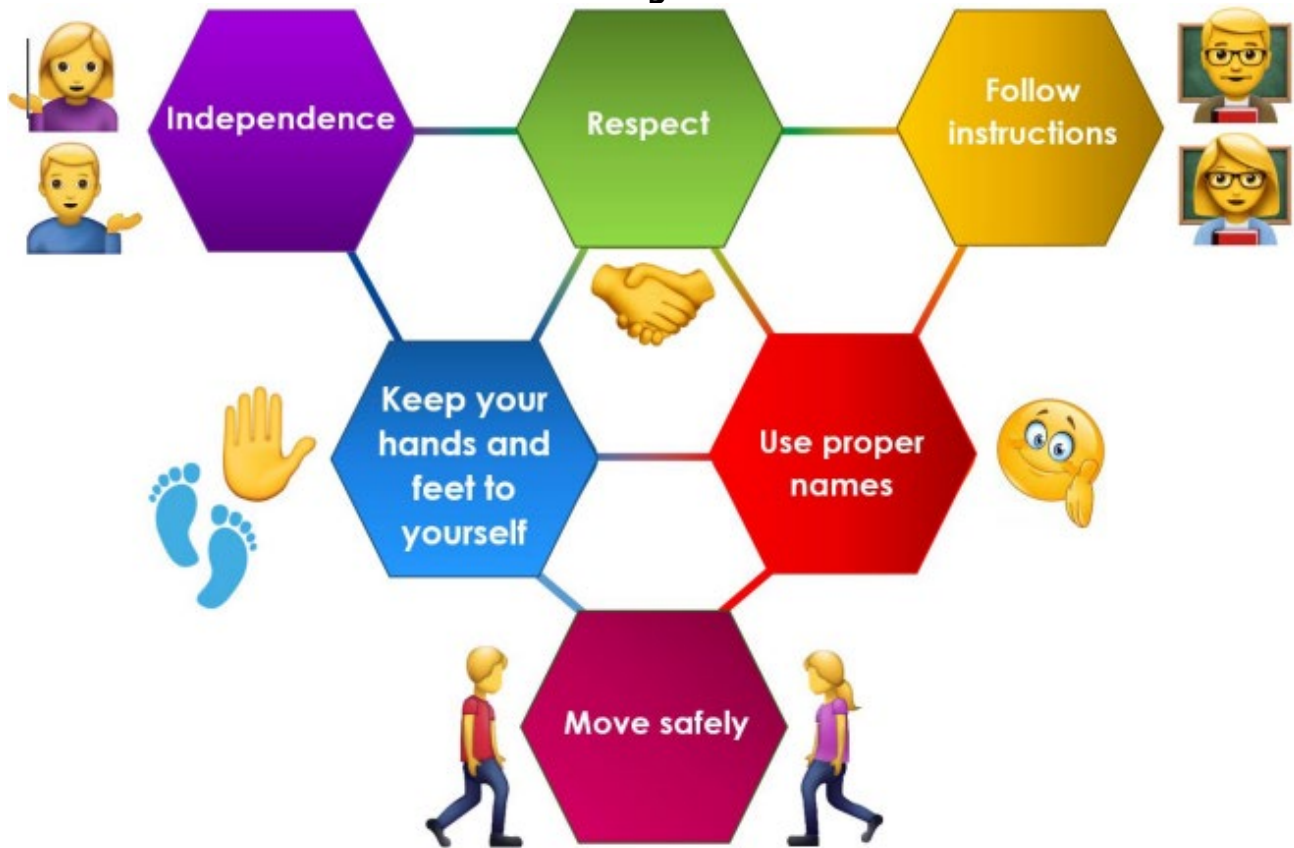 Independence
Respect
Follow
instructions
Keep your
hands and
feet to
yourself
Use proper
names
Move safely